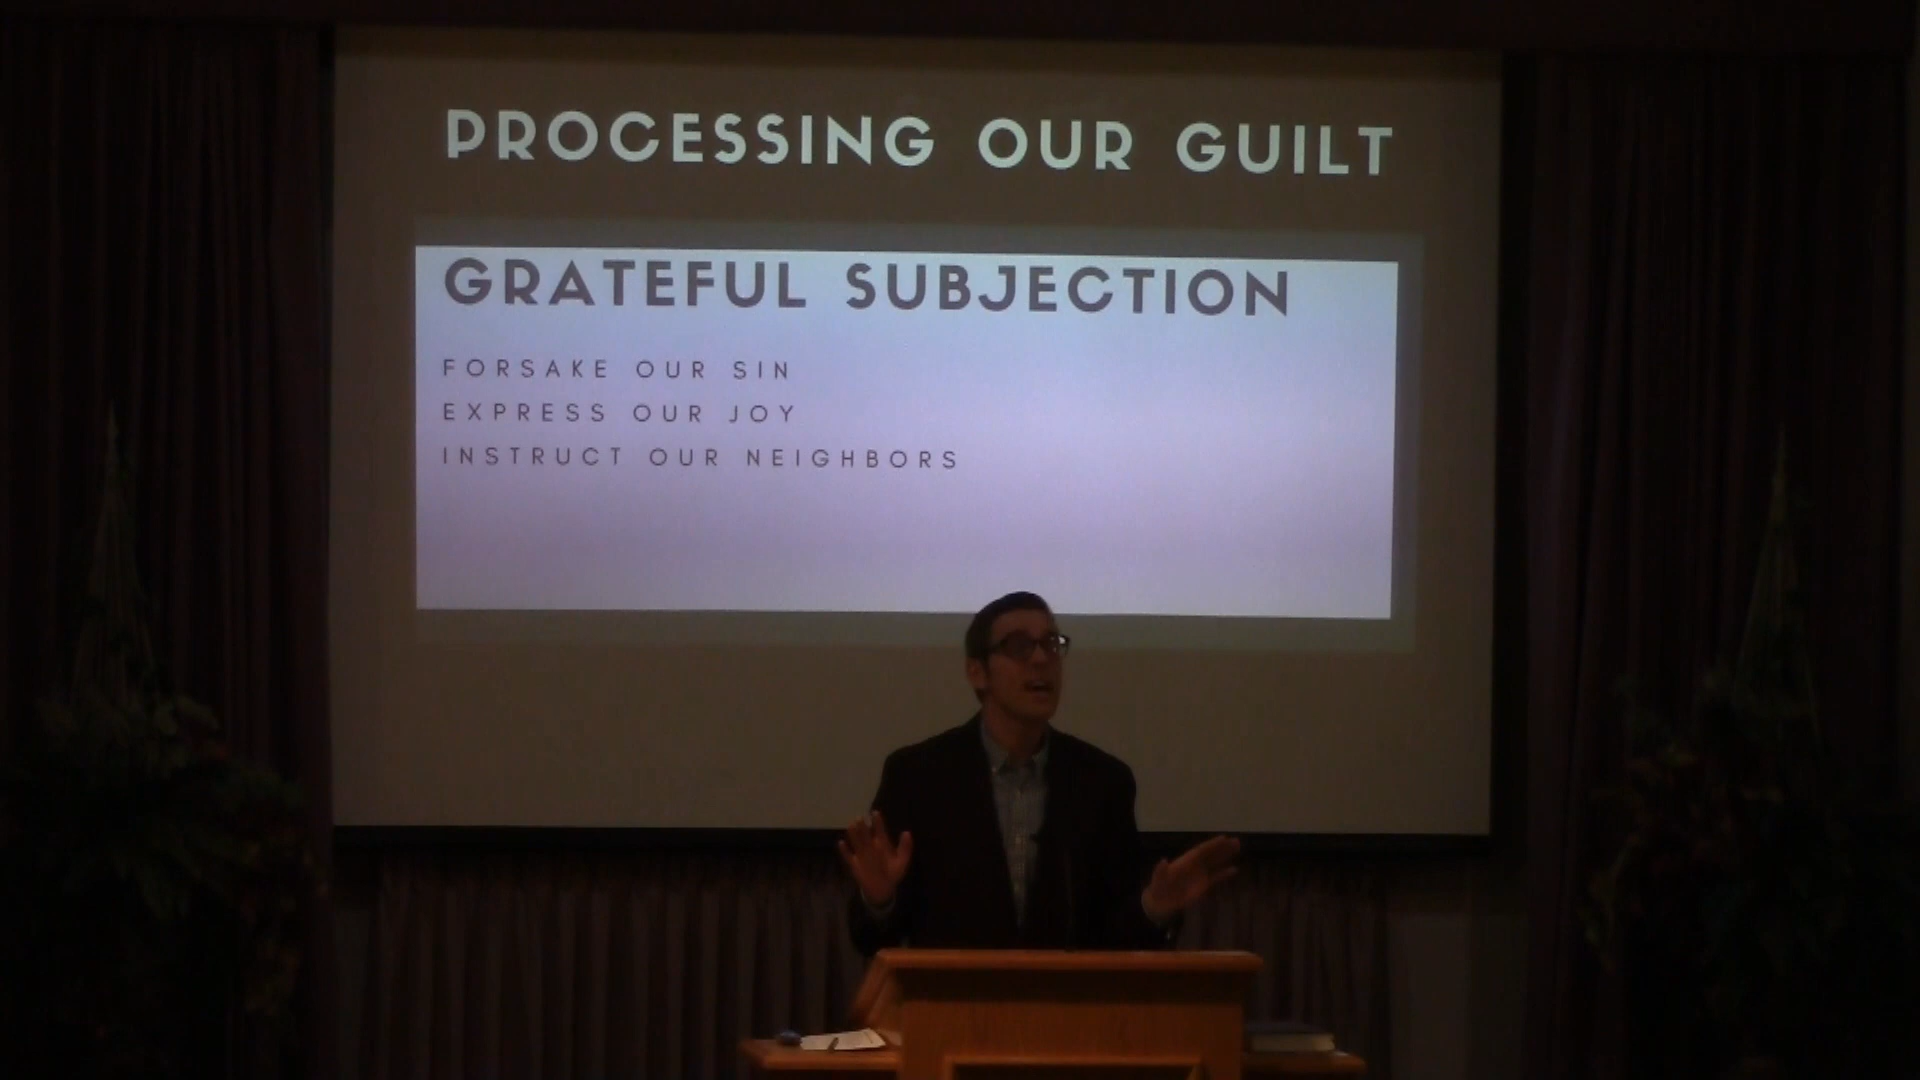 PROCESSING OUR GUILT
GRATEFUL SUBJECTION
FORSAKE OUR SIN
EXPRESS OUR JOY
INSTRUCT OUR NEIGHBORS